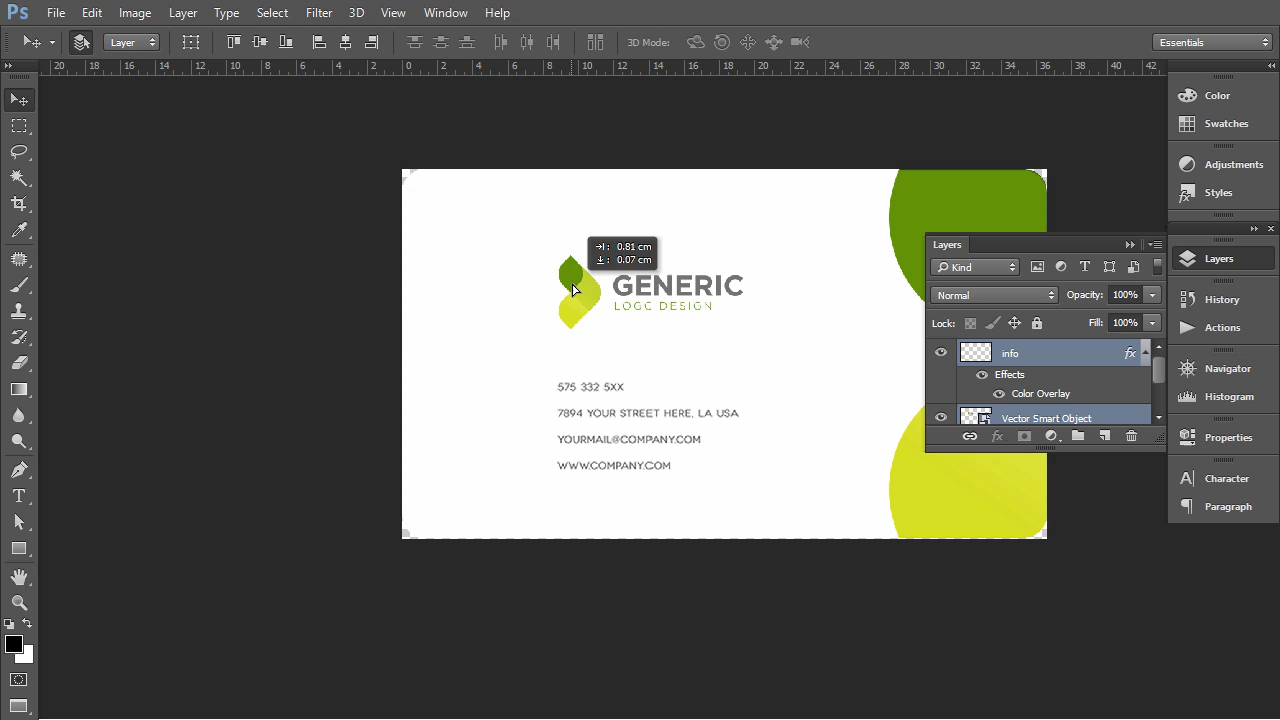 Ps File Edit Image Layer Type Select Filter 3D View Window Help
Layer 3D Mode: Essentials
20 18 16 14 12 10 8 6 4 2 0 2 4 6 8 10 12 14 16 18 20 22 24 26 28 30 32 34 36 38 40 42
Color
Swatches
Adjustments
Styles
→|: 0.81 cm
↓: 0.07 cm
GENERIC
LOGO DESIGN
575 332 5XX
7894 YOUR STREET HERE, LA USA
YOURMAIL@COMPANY.COM
WWW.COMPANY.COM
Layers
Kind
Normal Opacity: 100%
Lock: Fill: 100%
info fx
Effects
Color Overlay
Vector Smart Object
fx
Layers
History
Actions
Navigator
Histogram
Properties
Character
Paragraph